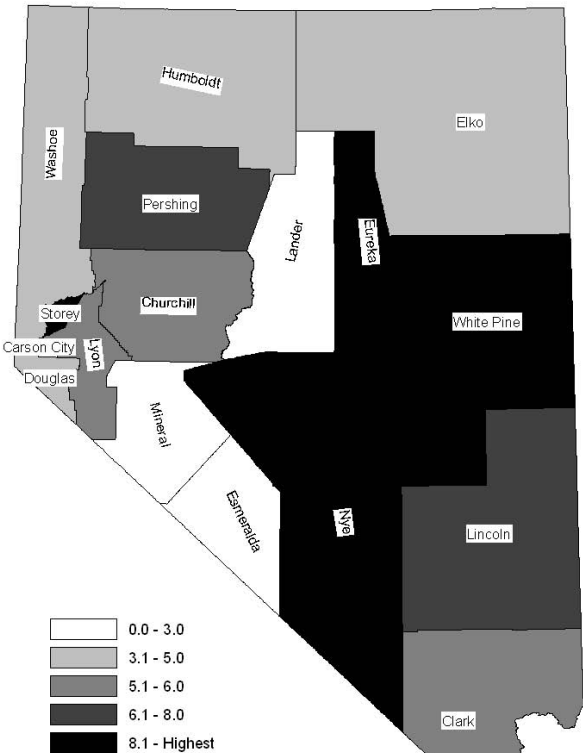 Humboldt
Elko
Washoe
Pershing
Lander
Eureka
Churchill
Storey
White Pine
Carson City
Lyon
Douglas
Mineral
Esmeralda
Nye
Lincoln
Clark
0.0 - 3.0
3.1 - 5.0
5.1 - 6.0
6.1 - 8.0
8.1 - Highest